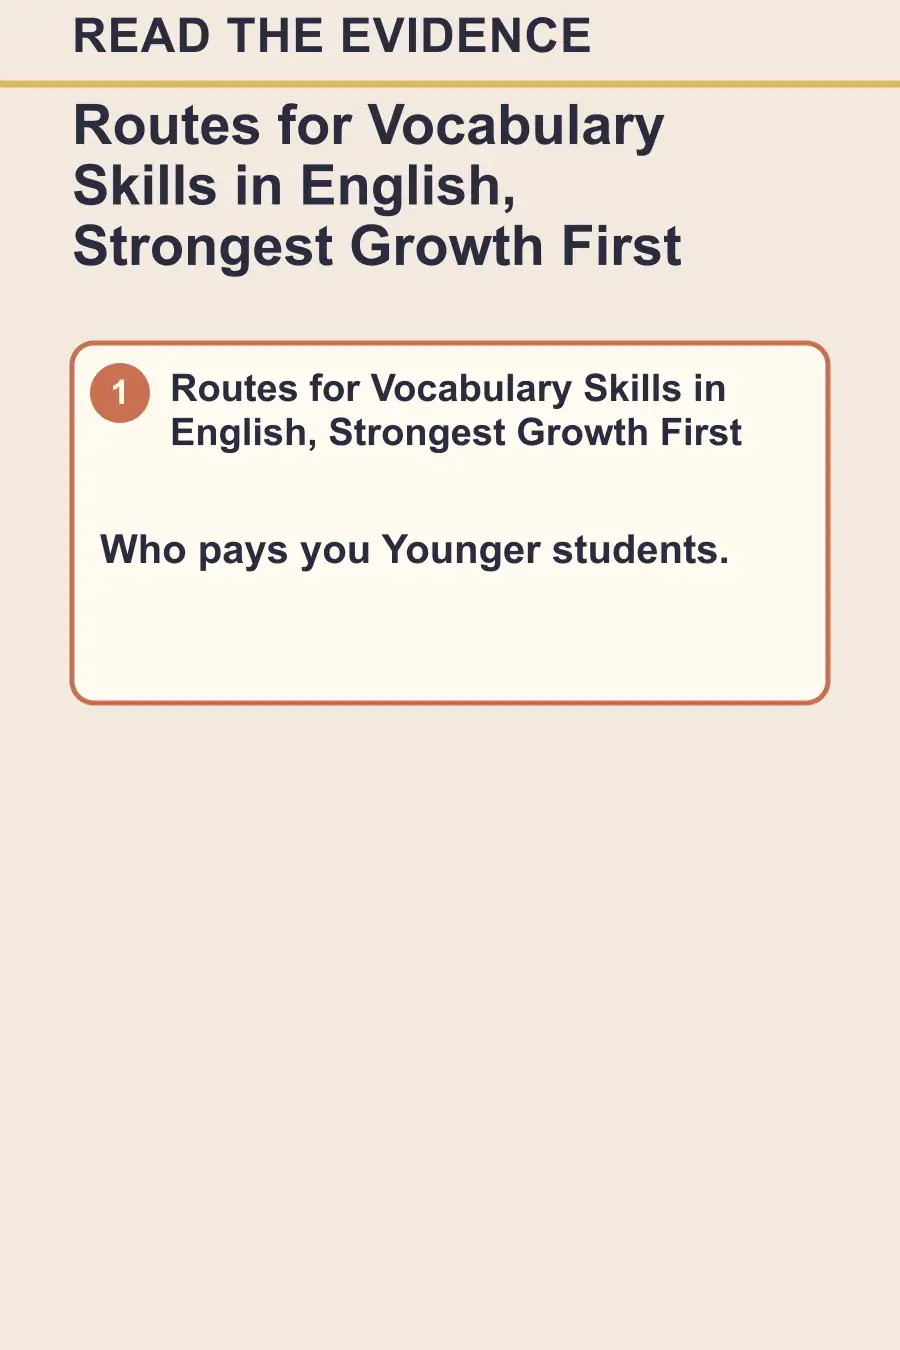 READ THE EVIDENCE
Routes for Vocabulary
Skills in English,
Strongest Growth First
1
Routes for Vocabulary Skills in
English, Strongest Growth First
Who pays you Younger students.